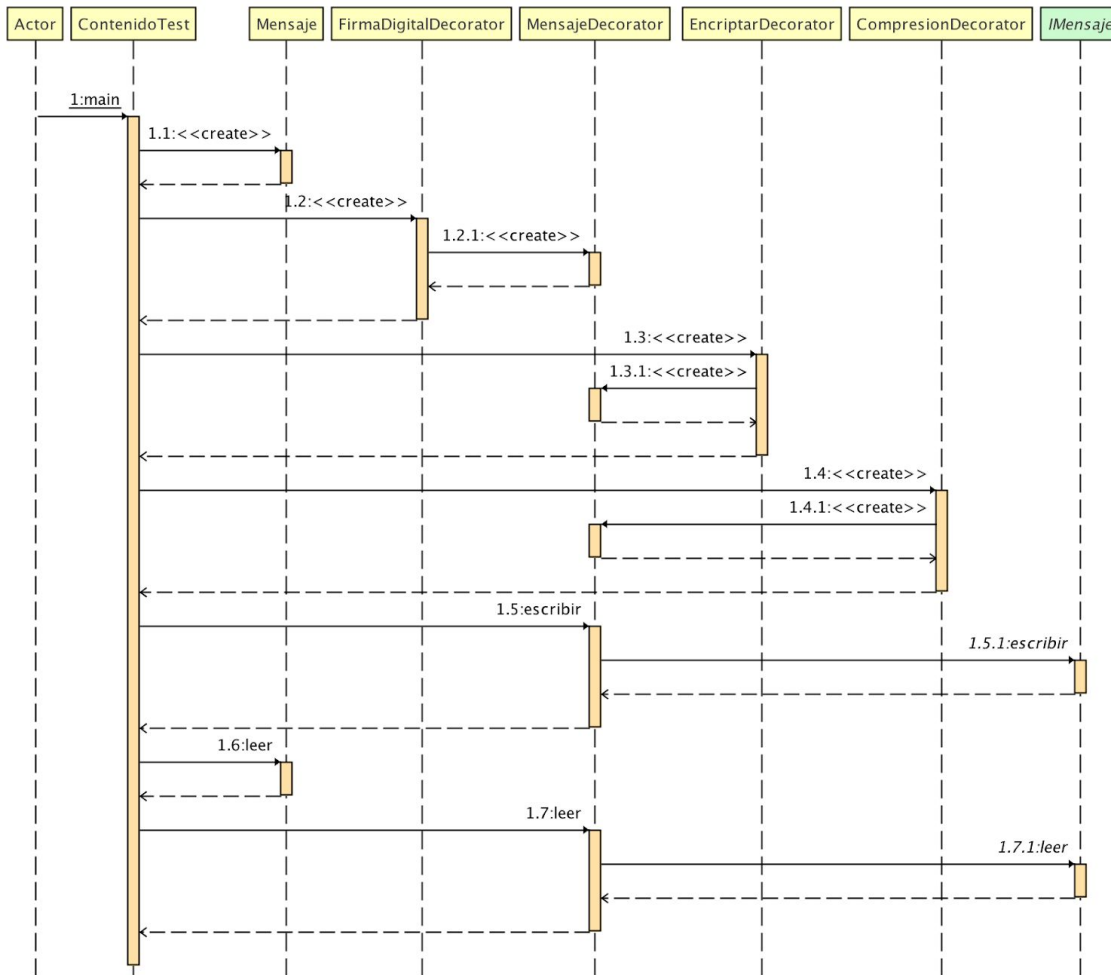 Actor ContenidoTest Mensaje FirmaDigitalDecorator MensajeDecorator EncriptarDecorator CompresionDecorator IMensaje
1:main
1.1:<<create>>
1.2:<<create>>
1.2.1:<<create>>
1.3:<<create>>
1.3.1:<<create>>
1.4:<<create>>
1.4.1:<<create>>
1.5:escribir
1.5.1:escribir
1.6:leer
1.7:leer
1.7.1:leer